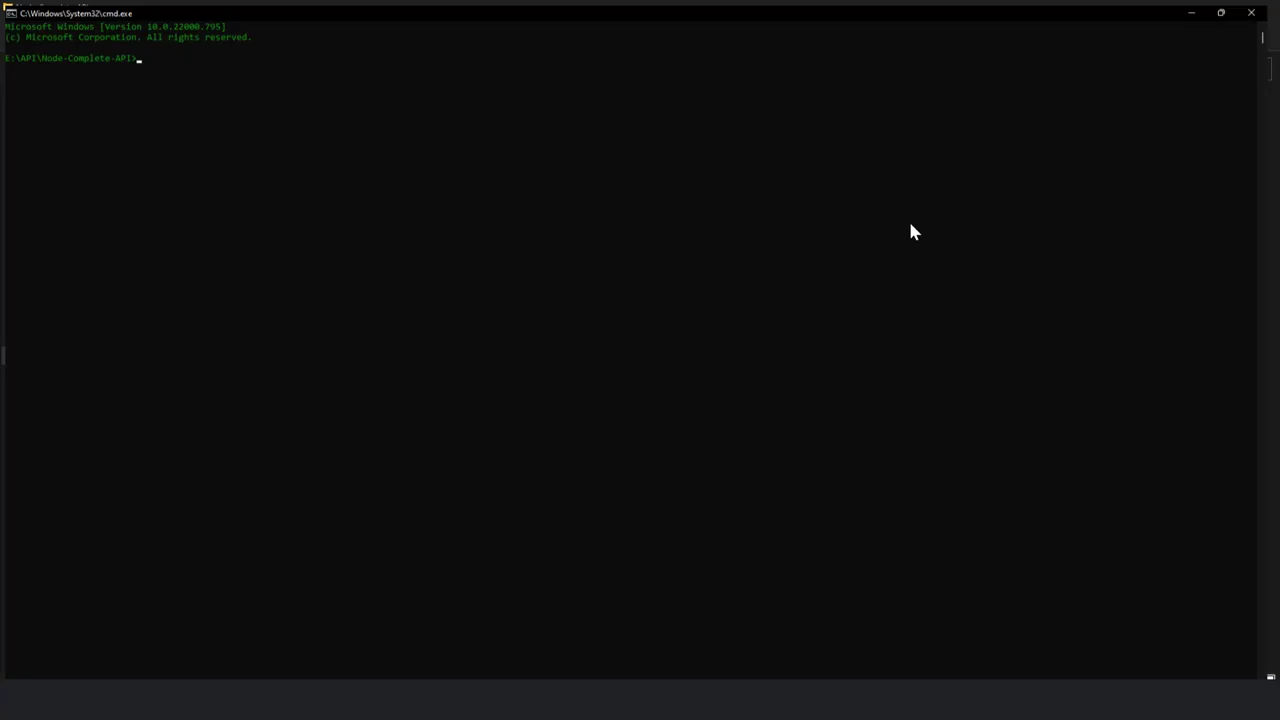 C:\Windows\System32\cmd.exe
Microsoft Windows [Version 10.0.22000.795]
(c) Microsoft Corporation. All rights reserved.
E:\API\Node-Complete-API>